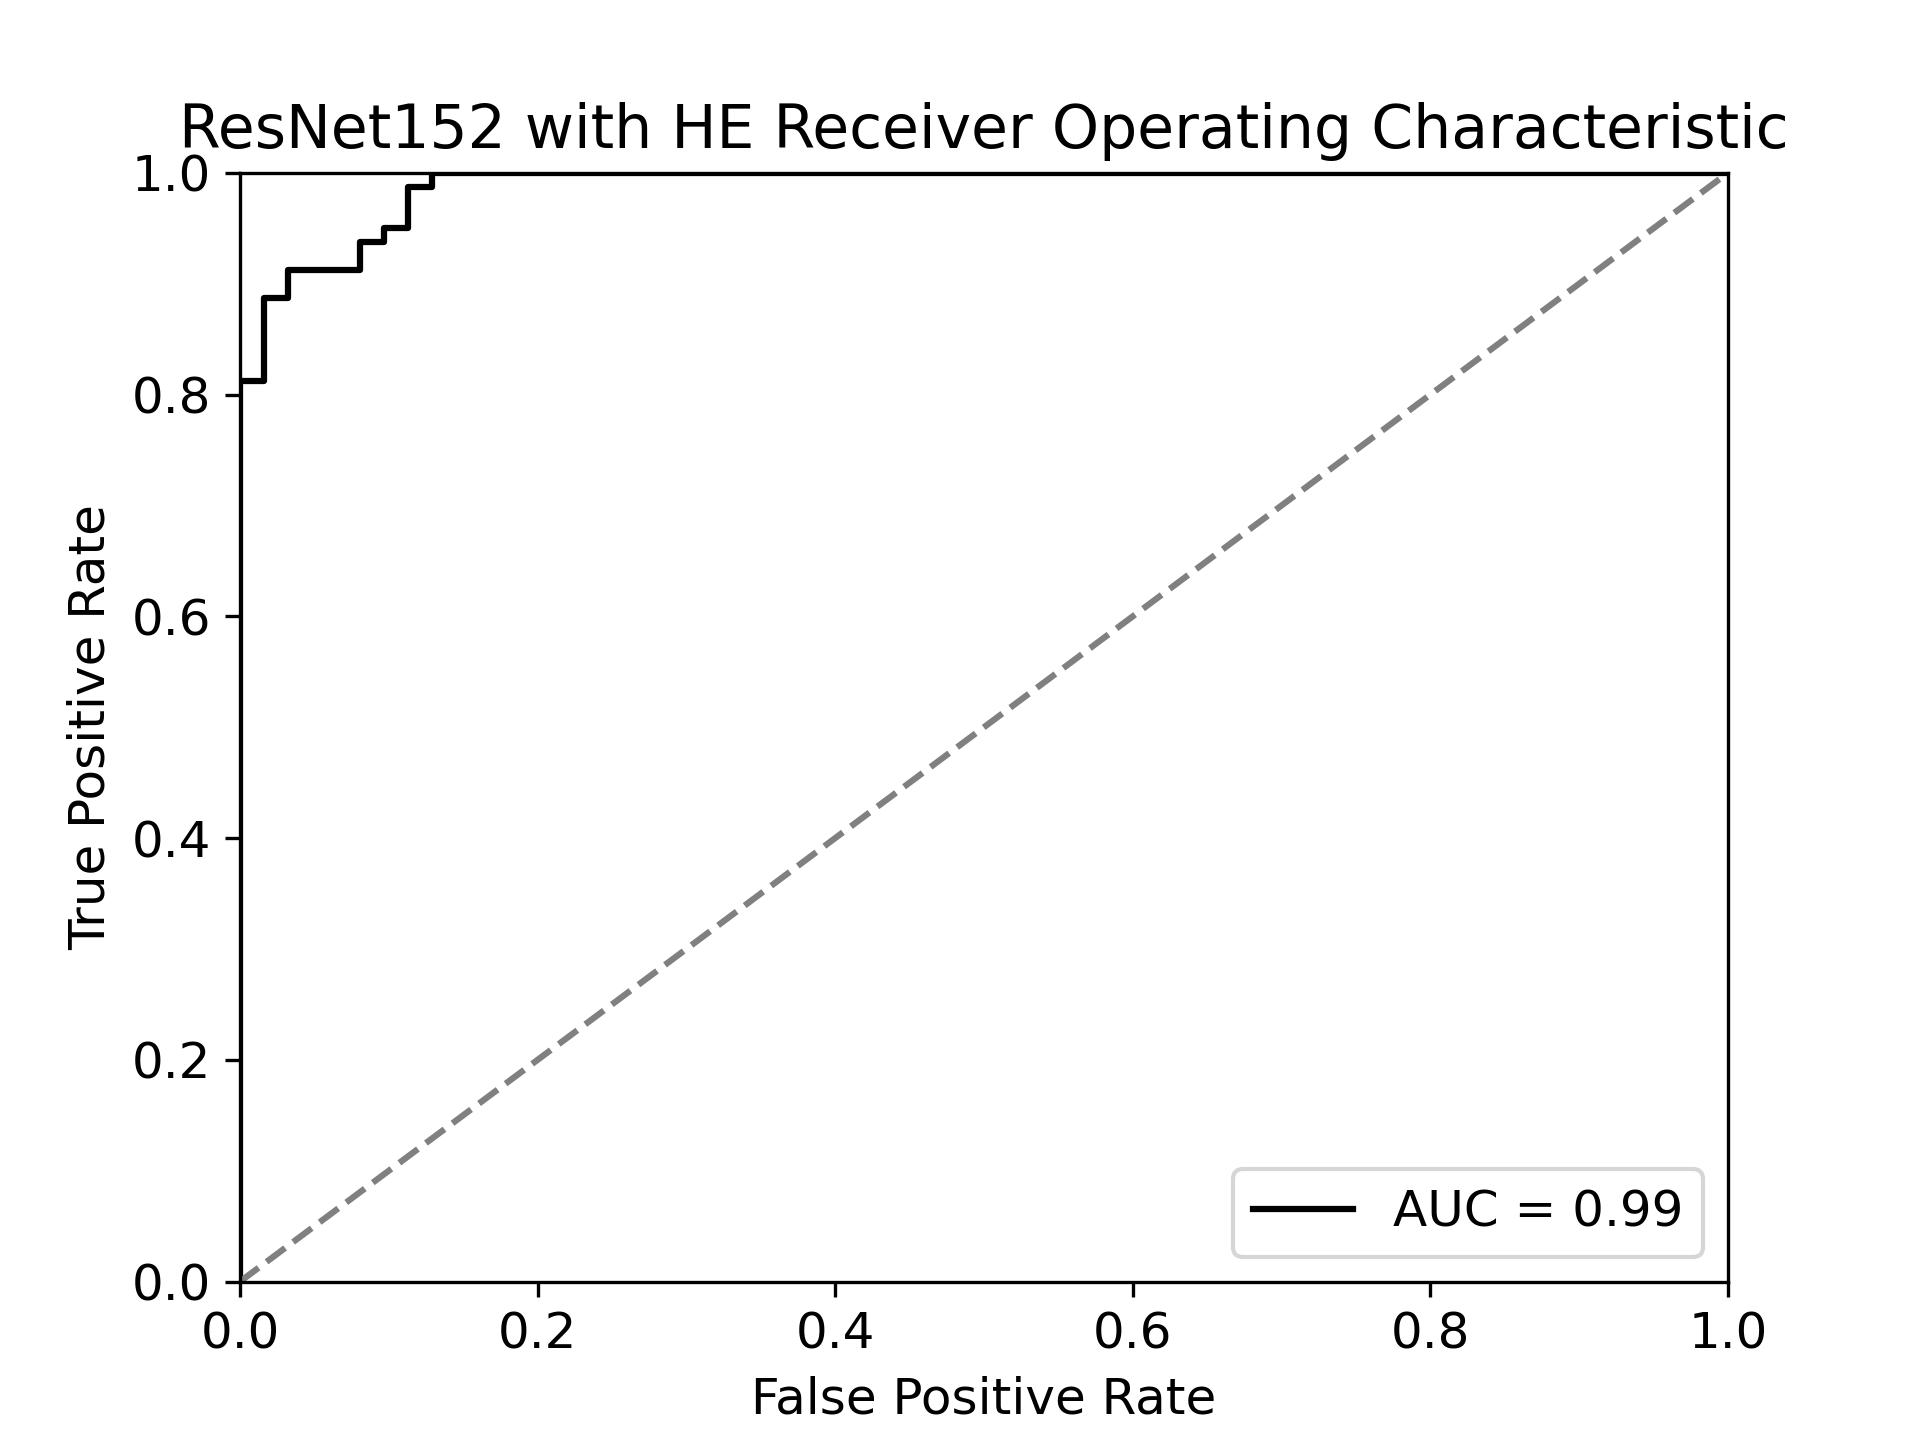 ResNet152 with HE Receiver Operating Characteristic
1.0
0.8
0.6
0.4
0.2
0.0
True Positive Rate
AUC = 0.99
0.0 0.2 0.4 0.6 0.8 1.0
False Positive Rate